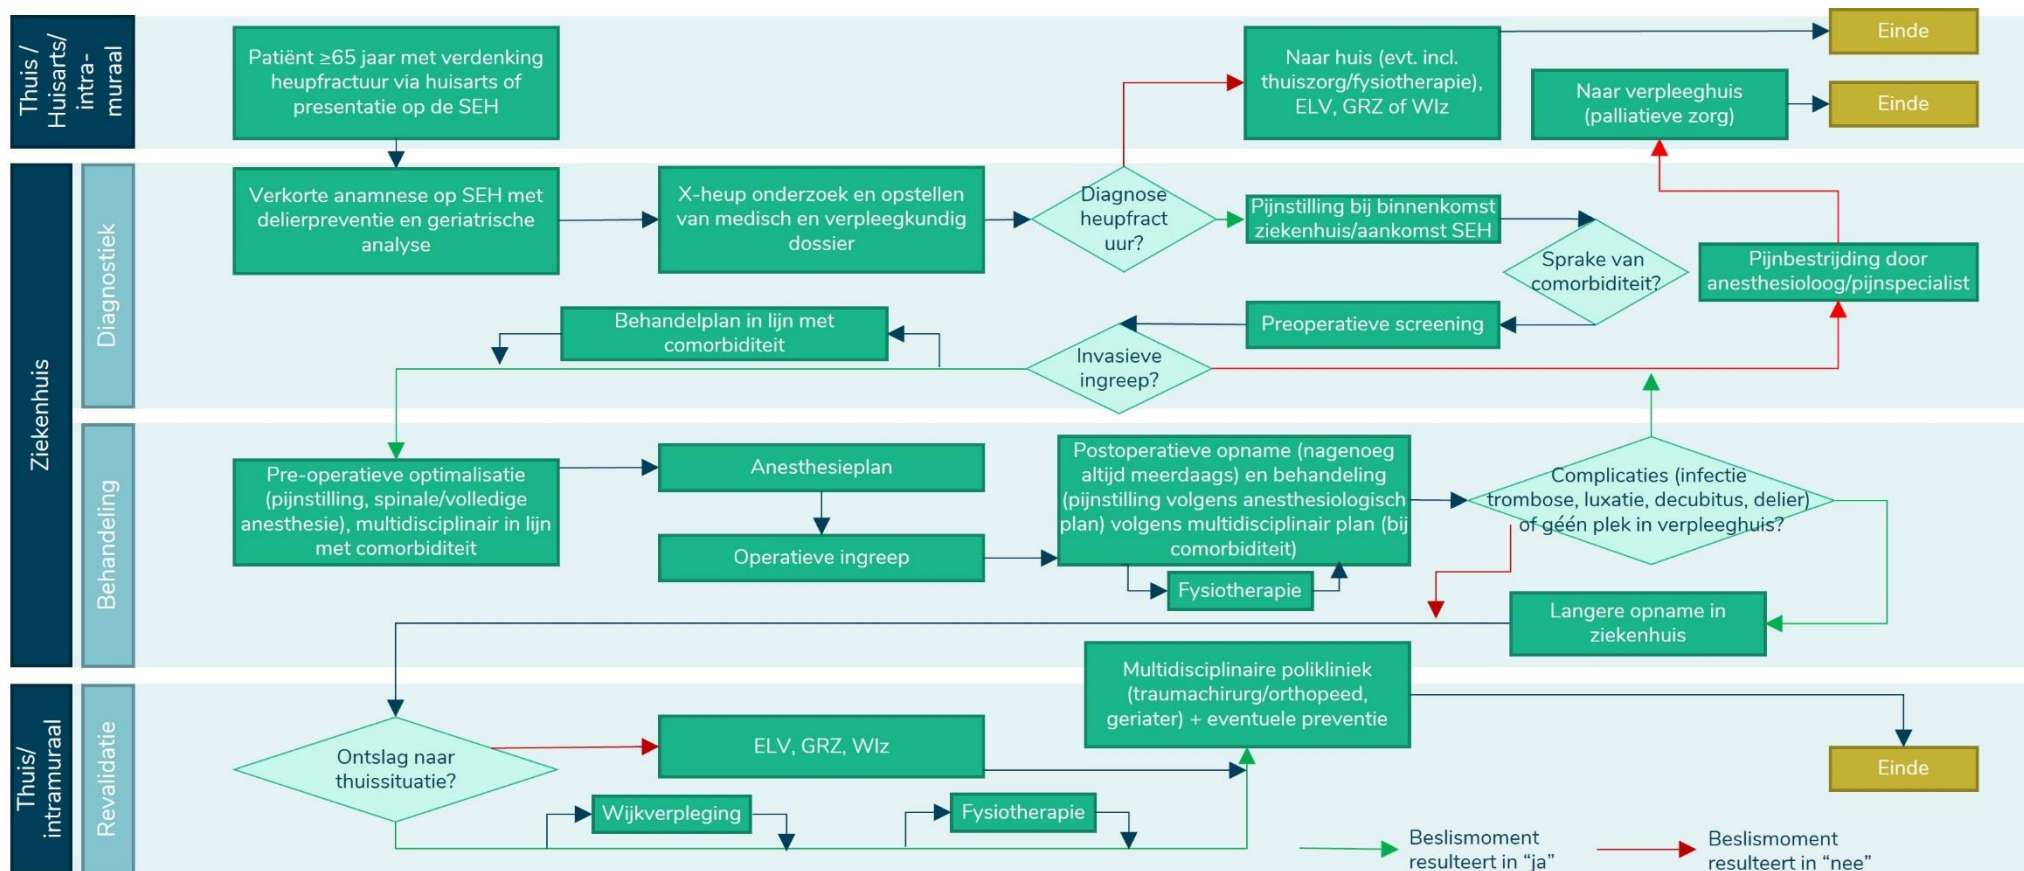 Thuis /
Huisarts/
intra-
muraal
Patiënt ≥65 jaar met verdenking
heupfractuur via huisarts of
presentatie op de SEH
Naar huis (evt. incl.
thuiszorg/fysiotherapie),
ELV, GRZ of Wlz
Einde
Naar verpleeghuis
(palliatieve zorg)
Einde
Ziekenhuis
Diagnostiek
Verkorte anamnese op SEH met
delierpreventie en geriatrische
analyse
X-heup onderzoek en opstellen
van medisch en verpleegkundig
dossier
Diagnose
heupfract
uur?
Pijnstilling bij binnenkomst
ziekenhuis/aankomst SEH
Sprake van
comorbiditeit?
Pijnbestrijding door
anesthesioloog/pijnspecialist
Behandelplan in lijn met
comorbiditeit
Preoperatieve screening
Invasieve
ingreep?
Behandeling
Pre-operatieve optimalisatie
(pijnstilling, spinale/volledige
anesthesie), multidisciplinair in lijn
met comorbiditeit
Anesthesieplan
Operatieve ingreep
Postoperatieve opname (nagenoeg
altijd meerdaags) en behandeling
(pijnstilling volgens anesthesiologisch
plan) volgens multidisciplinair plan (bij
comorbiditeit)
Fysiotherapie
Complicaties (infectie
trombose, luxatie, decubitus, delier)
of géén plek in verpleeghuis?
Langere opname in
ziekenhuis
Thuis/
intramuraal
Revalidatie
Ontslag naar
thuissituatie?
ELV, GRZ, Wlz
Wijkverpleging
Fysiotherapie
Multidisciplinaire polikliniek
(traumachirurg/orthopeed,
geriater) + eventuele preventie
Einde
Beslismoment
resulteert in “ja”
Beslismoment
resulteert in “nee”